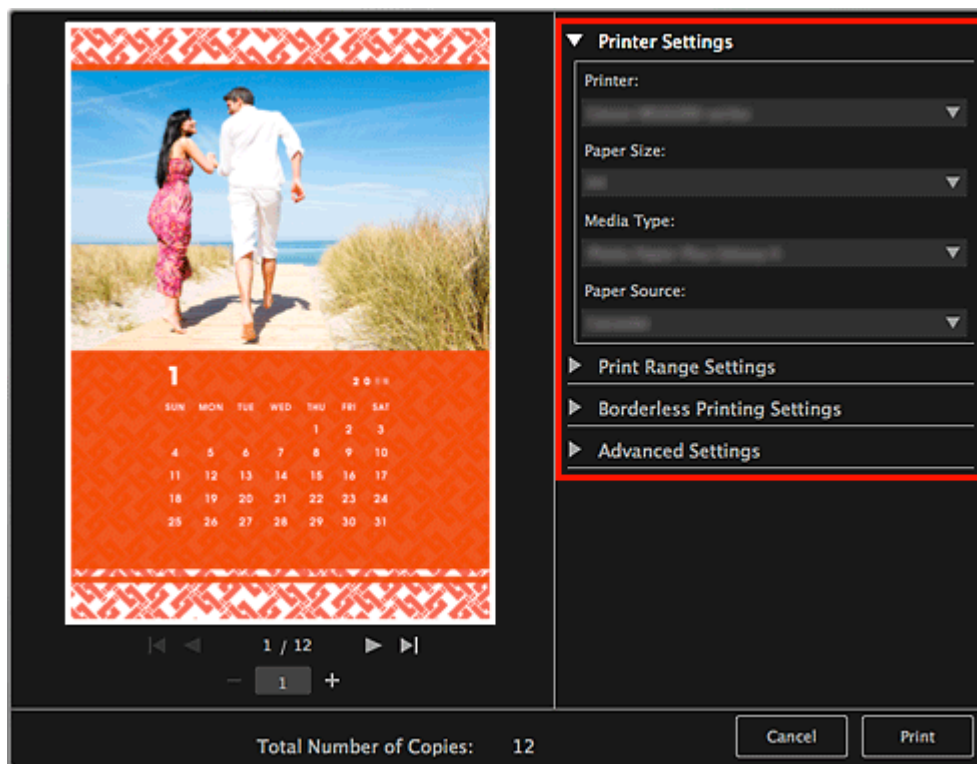 1
20
SUN MON TUE WED THU FRI SAT
1 2 3
4 5 6 7 8 9 10
11 12 13 14 15 16 17
18 19 20 21 22 23 24
25 26 27 28 29 30 31
1 / 12
1
Printer Settings
Printer:
Paper Size:
Media Type:
Paper Source:
Print Range Settings
Borderless Printing Settings
Advanced Settings
Total Number of Copies: 12
Cancel
Print